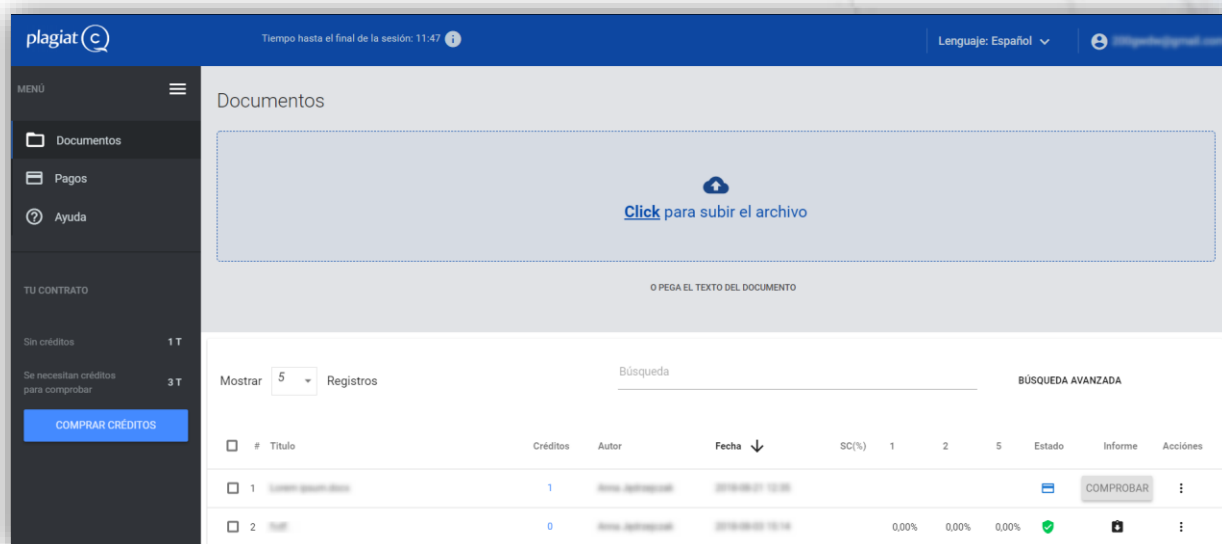 plagiat c
Tiempo hasta el final de la sesión: 11:47 i
Lenguaje: Español
MENÚ
Documentos
Pagos
Ayuda
TU CONTRATO
Sin créditos 1 T
Se necesitan créditos
para comprobar 3 T
COMPRAR CRÉDITOS
Documentos
Click para subir el archivo
O PEGA EL TEXTO DEL DOCUMENTO
Mostrar 5 Registros
Búsqueda
BÚSQUEDA AVANZADA
# Titulo Créditos Autor Fecha SC(%) 1 2 5 Estado Informe Acciónes
1 1 COMPROBAR
2 0 0,00% 0,00% 0,00%